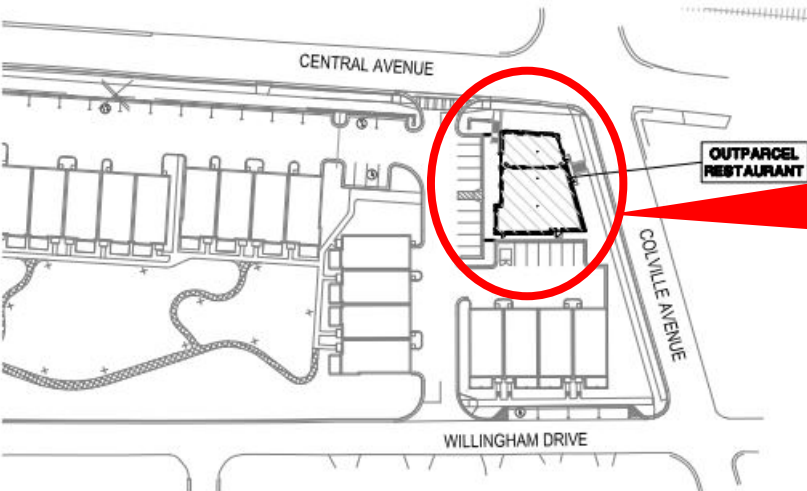 CENTRAL AVENUE
OUTPARCEL
RESTAURANT
COLVILLE AVENUE
WILLINGHAM DRIVE